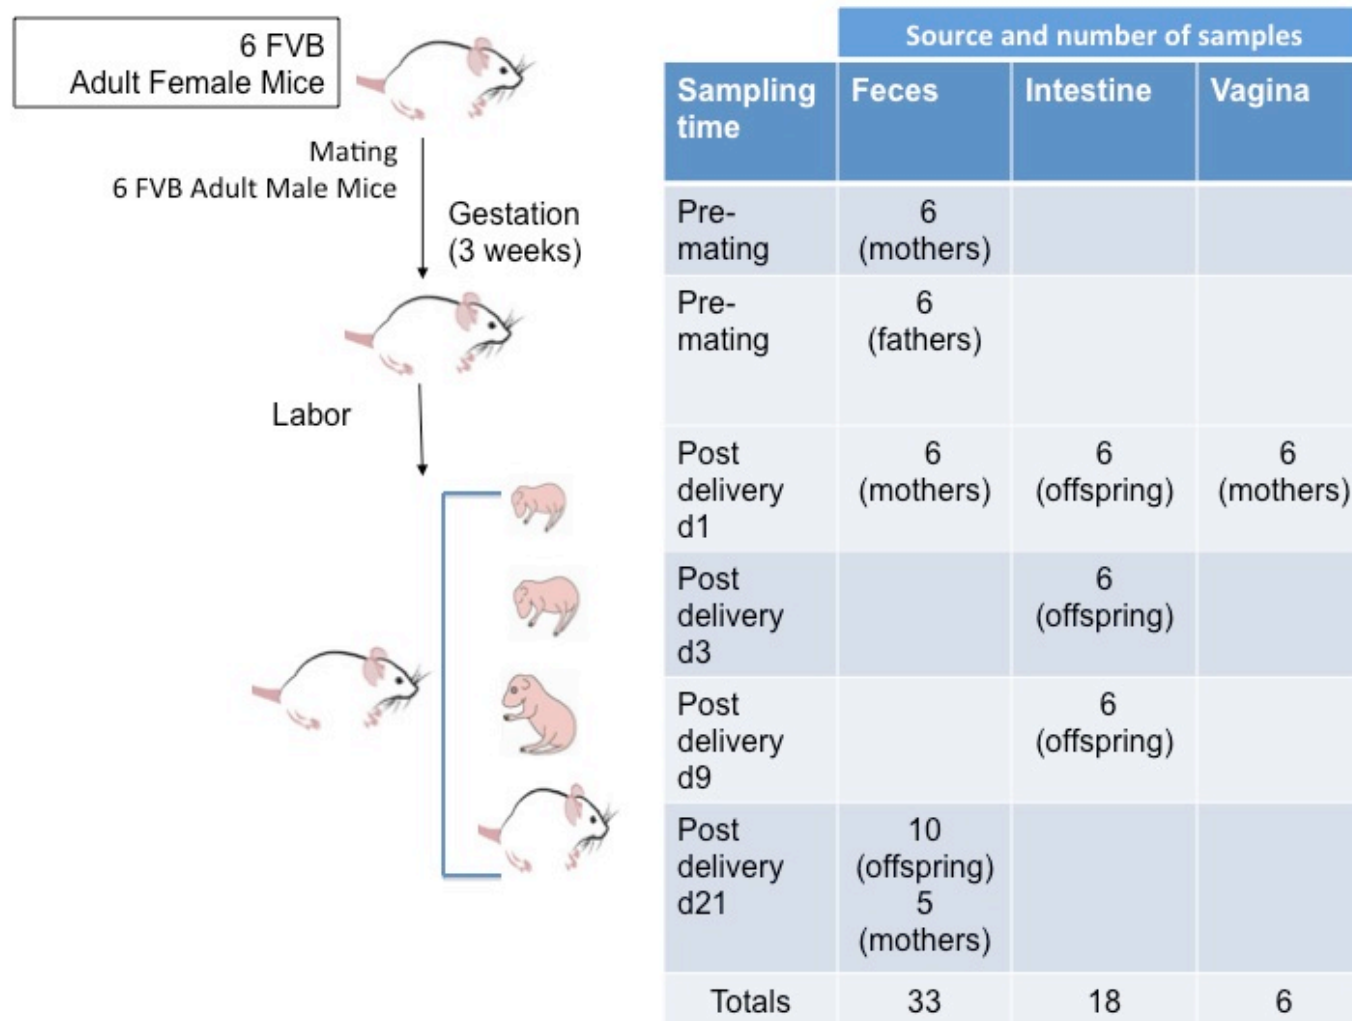 6 FVB
Adult Female Mice
Mating
6 FVB Adult Male Mice
Gestation
(3 weeks)
Labor
Source and number of samples
Sampling
time
Feces
Intestine
Vagina
Pre-
mating
6
(mothers)
Pre-
mating
6
(fathers)
Post
delivery
d1
6
(mothers)
6
(offspring)
6
(mothers)
Post
delivery
d3
6
(offspring)
Post
delivery
d9
6
(offspring)
Post
delivery
d21
10
(offspring)
5
(mothers)
Totals
33
18
6